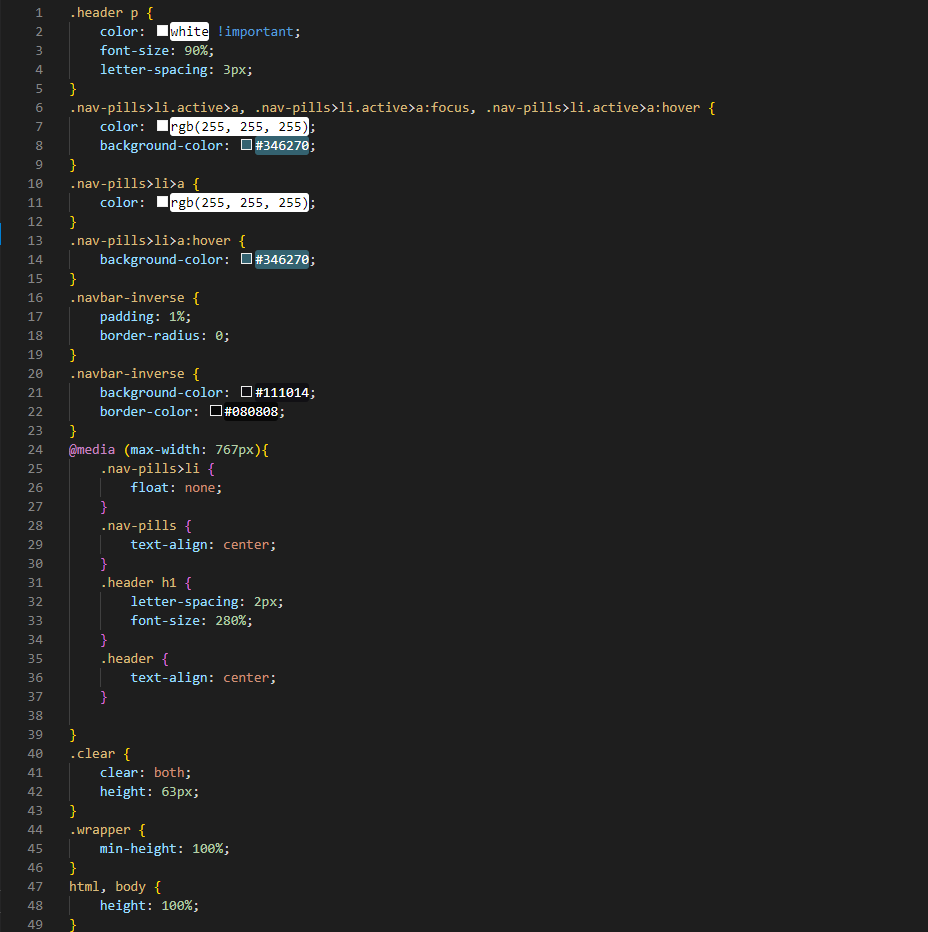 1 .header p {
2     color: white !important;
3     font-size: 90%;
4     letter-spacing: 3px;
5 }
6 .nav-pills>li.active>a, .nav-pills>li.active>a:focus, .nav-pills>li.active>a:hover {
7     color: rgb(255, 255, 255);
8     background-color: #346270;
9 }
10 .nav-pills>li>a {
11     color: rgb(255, 255, 255);
12 }
13 .nav-pills>li>a:hover {
14     background-color: #346270;
15 }
16 .navbar-inverse {
17     padding: 1%;
18     border-radius: 0;
19 }
20 .navbar-inverse {
21     background-color: #111014;
22     border-color: #080808;
23 }
24 @media (max-width: 767px){
25     .nav-pills>li {
26         float: none;
27     }
28     .nav-pills {
29         text-align: center;
30     }
31     .header h1 {
32         letter-spacing: 2px;
33         font-size: 280%;
34     }
35     .header {
36         text-align: center;
37     }
38
39 }
40 .clear {
41     clear: both;
42     height: 63px;
43 }
44 .wrapper {
45     min-height: 100%;
46 }
47 html, body {
48     height: 100%;
49 }